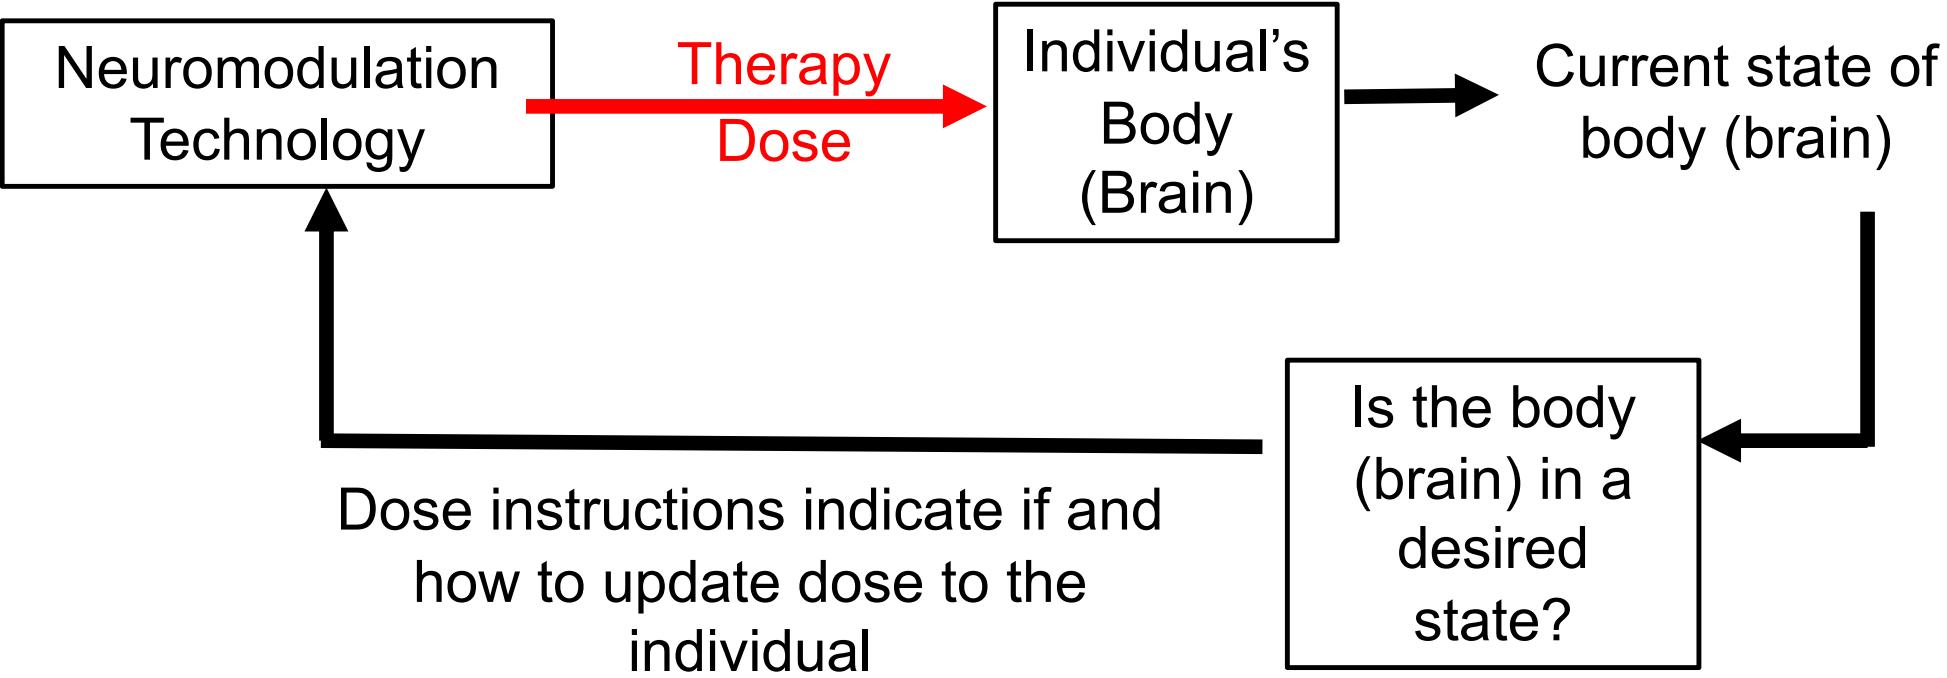 Neuromodulation
Technology
Therapy
Dose
Individual’s
Body
(Brain)
Current state of
body (brain)
Is the body
(brain) in a
desired
state?
Dose instructions indicate if and
how to update dose to the
individual